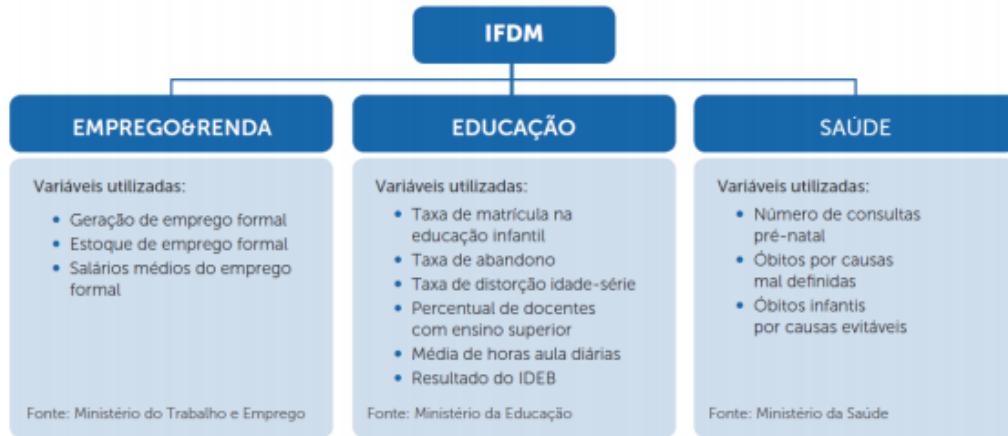 IFDM
EMPREGO&RENDA
Variáveis utilizadas:
• Geração de emprego formal
• Estoque de emprego formal
• Salários médios do emprego
formal
Fonte: Ministério do Trabalho e Emprego
EDUCAÇÃO
Variáveis utilizadas:
• Taxa de matrícula na
educação infantil
• Taxa de abandono
• Taxa de distorção idade-série
• Percentual de docentes
com ensino superior
• Média de horas aula diárias
• Resultado do IDEB
Fonte: Ministério da Educação
SAÚDE
Variáveis utilizadas:
• Número de consultas
pré-natal
• Óbitos por causas
mal definidas
• Óbitos infantis
por causas evitáveis
Fonte: Ministério da Saúde